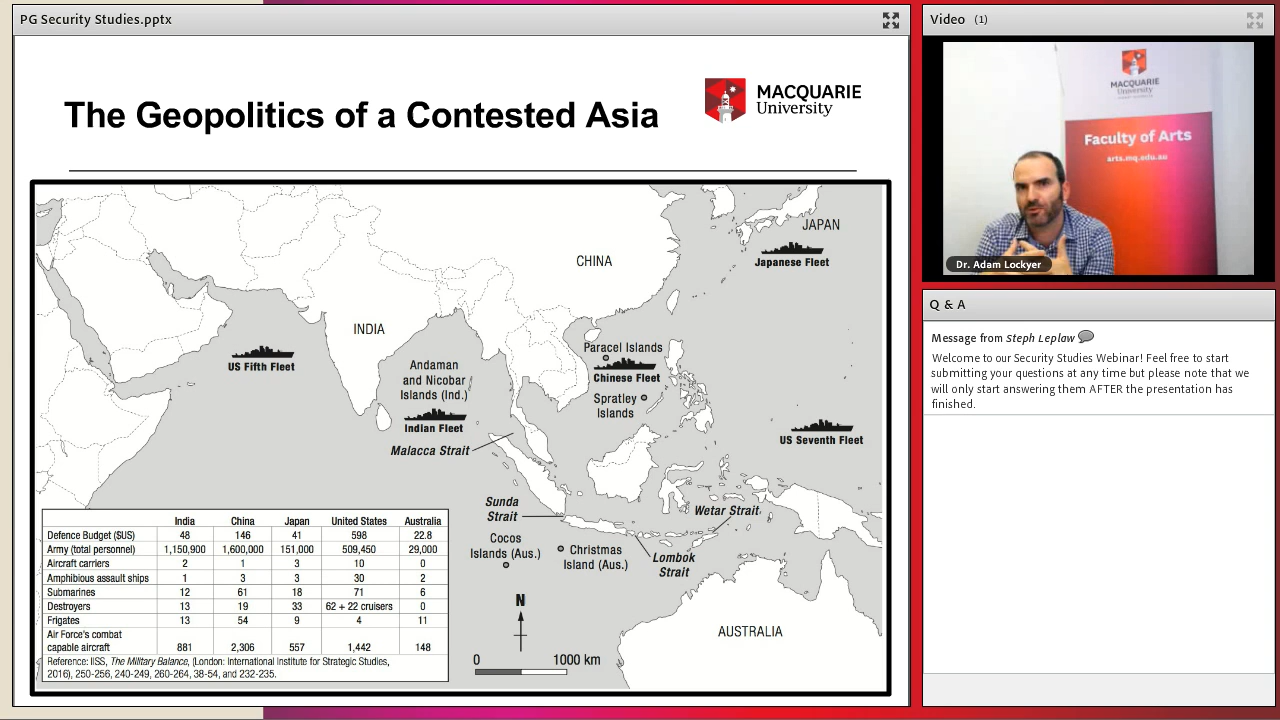 PG Security Studies.pptx
The Geopolitics of a Contested Asia
MACQUARIE
University
JAPAN
Japanese Fleet
CHINA
INDIA
US Fifth Fleet
Andaman
and Nicobar
Islands (Ind.)
Indian Fleet
Malacca Strait
Paracel Islands
Chinese Fleet
Spratley
Islands
US Seventh Fleet
Sunda
Strait
Wetar Strait
Cocos
Islands (Aus.)
Christmas
Island (Aus.)
Lombok
Strait
N
0 1000 km
AUSTRALIA
India China Japan United States Australia
Defence Budget ($US) 48 146 41 598 22.8
Army (total personnel) 1,150,900 1,600,000 151,000 509,450 29,000
Aircraft carriers 2 1 3 10 0
Amphibious assault ships 1 3 3 30 2
Submarines 12 61 18 71 6
Destroyers 13 19 33 62 + 22 cruisers 0
Frigates 13 54 9 4 11
Air Force's combat
capable aircraft 881 2,306 557 1,442 148
Reference: IISS, The Military Balance, (London: International Institute for Strategic Studies,
2016), 250-256, 240-249, 260-264, 38-54, and 232-235.
Video (1)
MACQUARIE
University
Faculty of Arts
arts.mq.edu.au
Dr. Adam Lockyer
Q & A
Message from Steph Leplaw
Welcome to our Security Studies Webinar! Feel free to start
submitting your questions at any time but please note that we
will only start answering them AFTER the presentation has
finished.